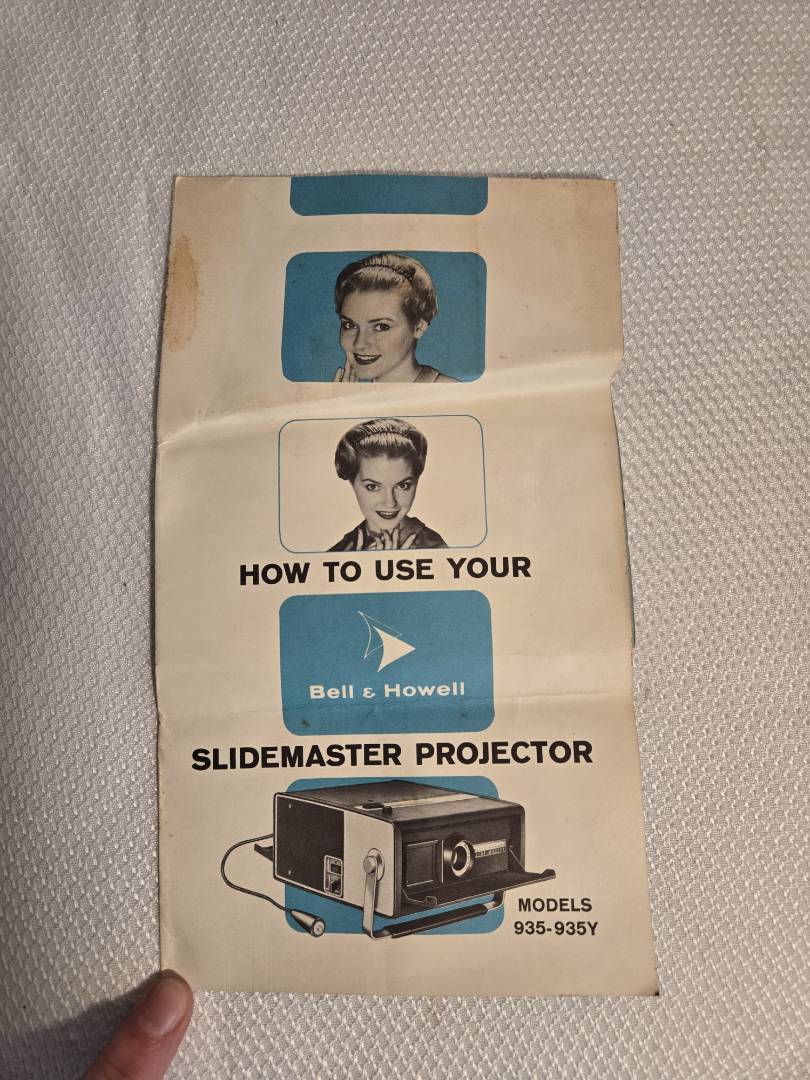 HOW TO USE YOUR
Bell & Howell
SLIDEMASTER PROJECTOR
MODELS
935-935Y